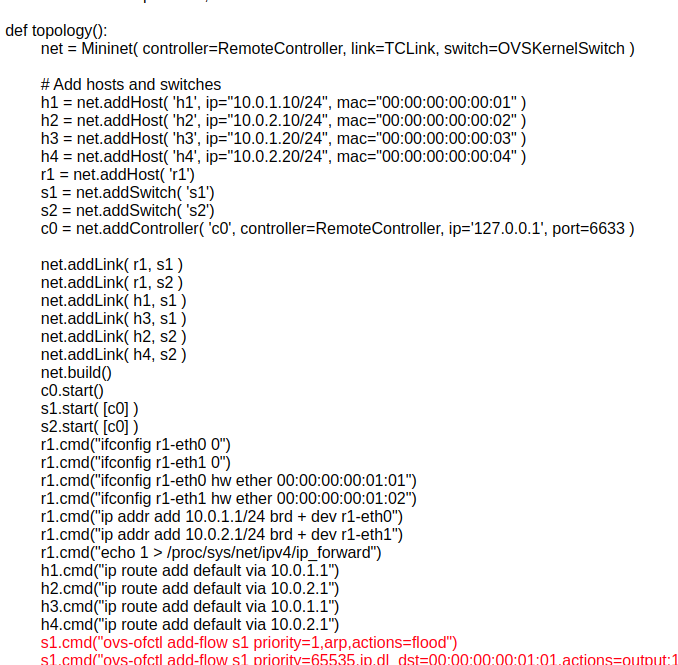 def topology():
net = Mininet( controller=RemoteController, link=TCLink, switch=OVSKernelSwitch )
# Add hosts and switches
h1 = net.addHost( 'h1', ip="10.0.1.10/24", mac="00:00:00:00:00:01" )
h2 = net.addHost( 'h2', ip="10.0.2.10/24", mac="00:00:00:00:00:02" )
h3 = net.addHost( 'h3', ip="10.0.1.20/24", mac="00:00:00:00:00:03" )
h4 = net.addHost( 'h4', ip="10.0.2.20/24", mac="00:00:00:00:00:04" )
r1 = net.addHost( 'r1')
s1 = net.addSwitch( 's1')
s2 = net.addSwitch( 's2')
c0 = net.addController( 'c0', controller=RemoteController, ip='127.0.0.1', port=6633 )
net.addLink( r1, s1 )
net.addLink( r1, s2 )
net.addLink( h1, s1 )
net.addLink( h3, s1 )
net.addLink( h2, s2 )
net.addLink( h4, s2 )
net.build()
c0.start()
s1.start( [c0] )
s2.start( [c0] )
r1.cmd("ifconfig r1-eth0 0")
r1.cmd("ifconfig r1-eth1 0")
r1.cmd("ifconfig r1-eth0 hw ether 00:00:00:00:01:01")
r1.cmd("ifconfig r1-eth1 hw ether 00:00:00:00:01:02")
r1.cmd("ip addr add 10.0.1.1/24 brd + dev r1-eth0")
r1.cmd("ip addr add 10.0.2.1/24 brd + dev r1-eth1")
r1.cmd("echo 1 > /proc/sys/net/ipv4/ip_forward")
h1.cmd("ip route add default via 10.0.1.1")
h2.cmd("ip route add default via 10.0.2.1")
h3.cmd("ip route add default via 10.0.1.1")
h4.cmd("ip route add default via 10.0.2.1")
s1.cmd("ovs-ofctl add-flow s1 priority=1,arp,actions=flood")
s1.cmd("ovs-ofctl add-flow s1 priority=65535,ip,dl_dst=00:00:00:00:01:01,actions=output:1